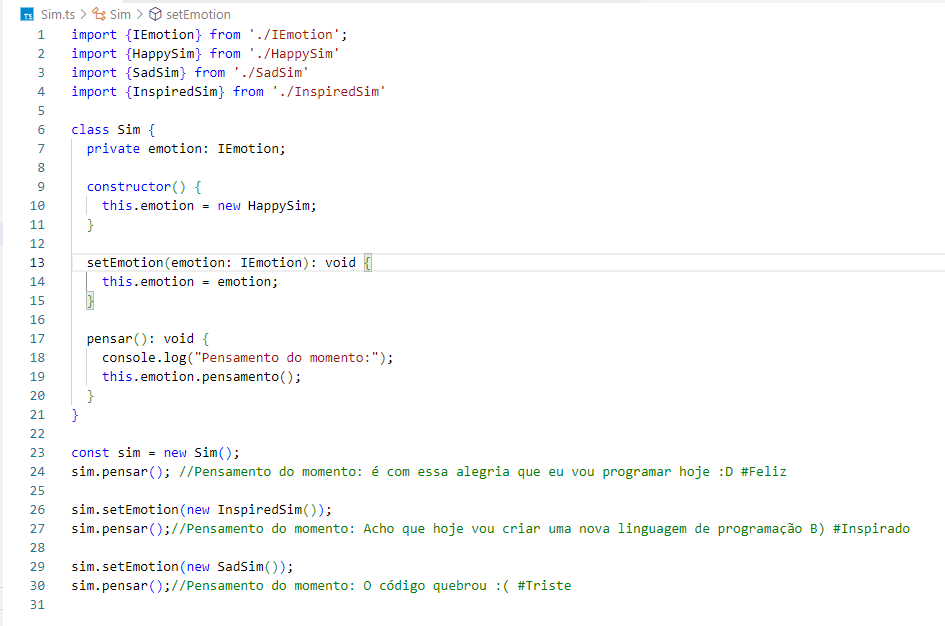 TS Sim.ts > Sim > setEmotion
1 import {IEmotion} from './IEmotion';
2 import {HappySim} from './HappySim'
3 import {SadSim} from './SadSim'
4 import {InspiredSim} from './InspiredSim'
5
6 class Sim {
7   private emotion: IEmotion;
8
9   constructor() {
10     this.emotion = new HappySim;
11   }
12
13   setEmotion(emotion: IEmotion): void {
14     this.emotion = emotion;
15   }
16
17   pensar(): void {
18     console.log("Pensamento do momento:");
19     this.emotion.pensamento();
20   }
21 }
22
23 const sim = new Sim();
24 sim.pensar(); //Pensamento do momento: é com essa alegria que eu vou programar hoje :D #Feliz
25
26 sim.setEmotion(new InspiredSim());
27 sim.pensar();//Pensamento do momento: Acho que hoje vou criar uma nova linguagem de programação B) #Inspirado
28
29 sim.setEmotion(new SadSim());
30 sim.pensar();//Pensamento do momento: O código quebrou :( #Triste
31